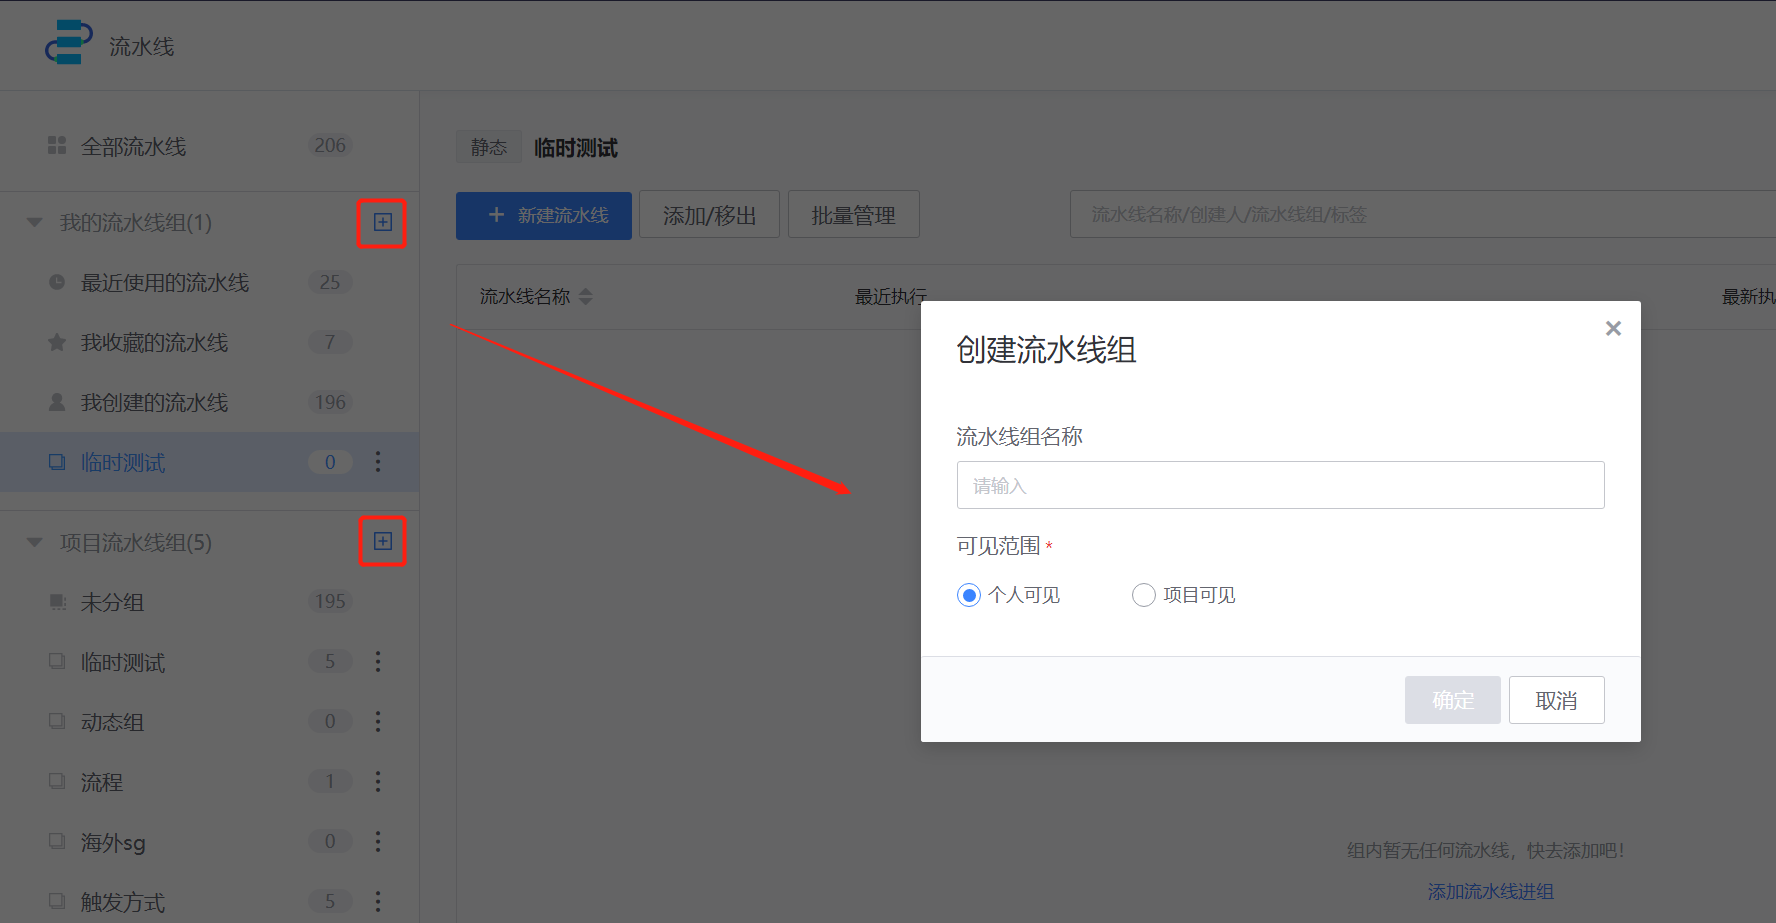 流水线
全部流水线 206
我的流水线组(1)
最近使用的流水线 25
我收藏的流水线 7
我创建的流水线 196
临时测试 0
项目流水线组(5)
未分组 195
临时测试 5
动态组 0
流程 1
海外sg 0
触发方式 5
静态 临时测试
新建流水线 添加/移出 批量管理 流水线名称/创建人/流水线组/标签
流水线名称 最近执行 最新执
创建流水线组
流水线组名称
请输入
可见范围 *
个人可见 项目可见
确定 取消
组内暂无任何流水线，快去添加吧！
添加流水线进组